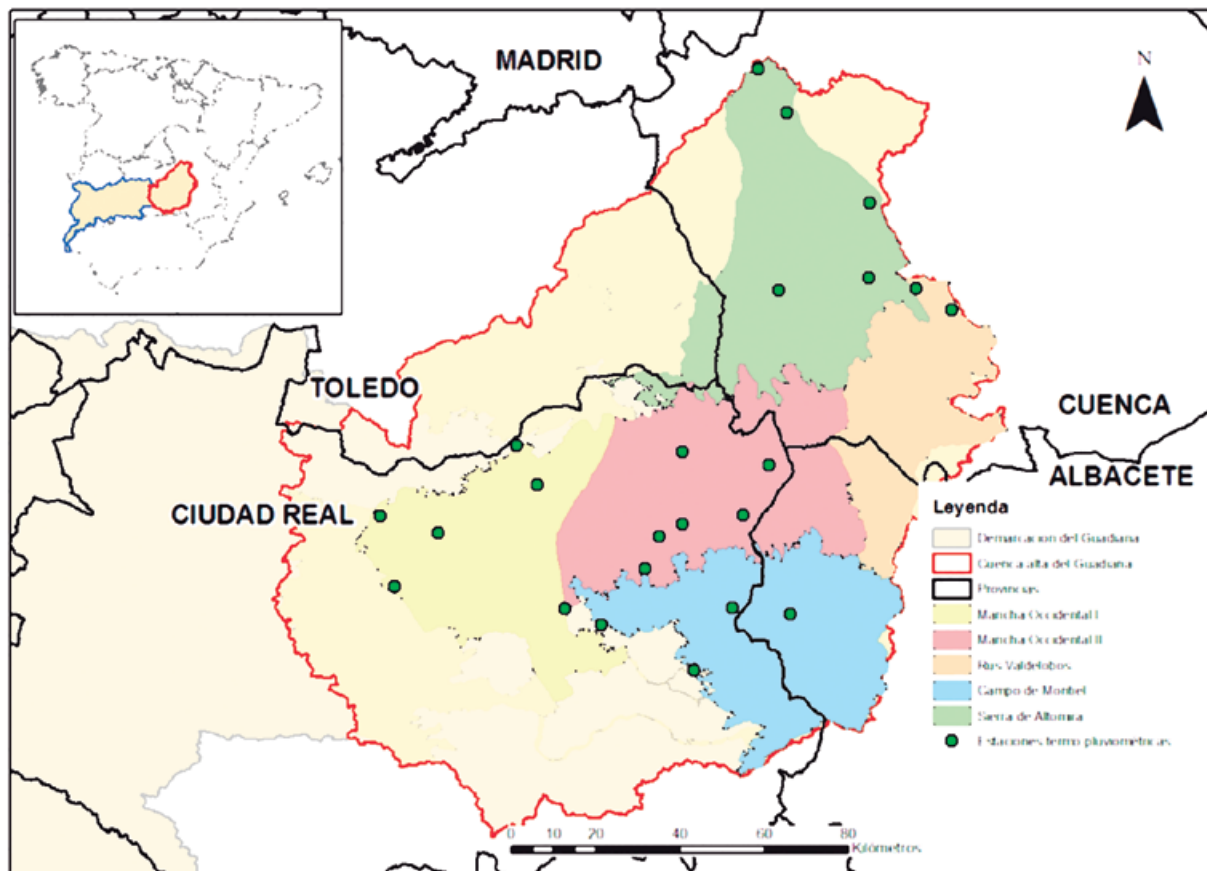 MADRID
N
TOLEDO
CUENCA
CIUDAD REAL
ALBACETE
Leyenda
Demarcacion del Guadiana
Cuenca alta del Guadiana
Provincias
Mancha Occidental I
Mancha Occidental II
Rus Valdelobos
Campo de Montiel
Sierra de Altomira
Estaciones termo pluviométricas
0 10 20 40 60 80
Kilómetros